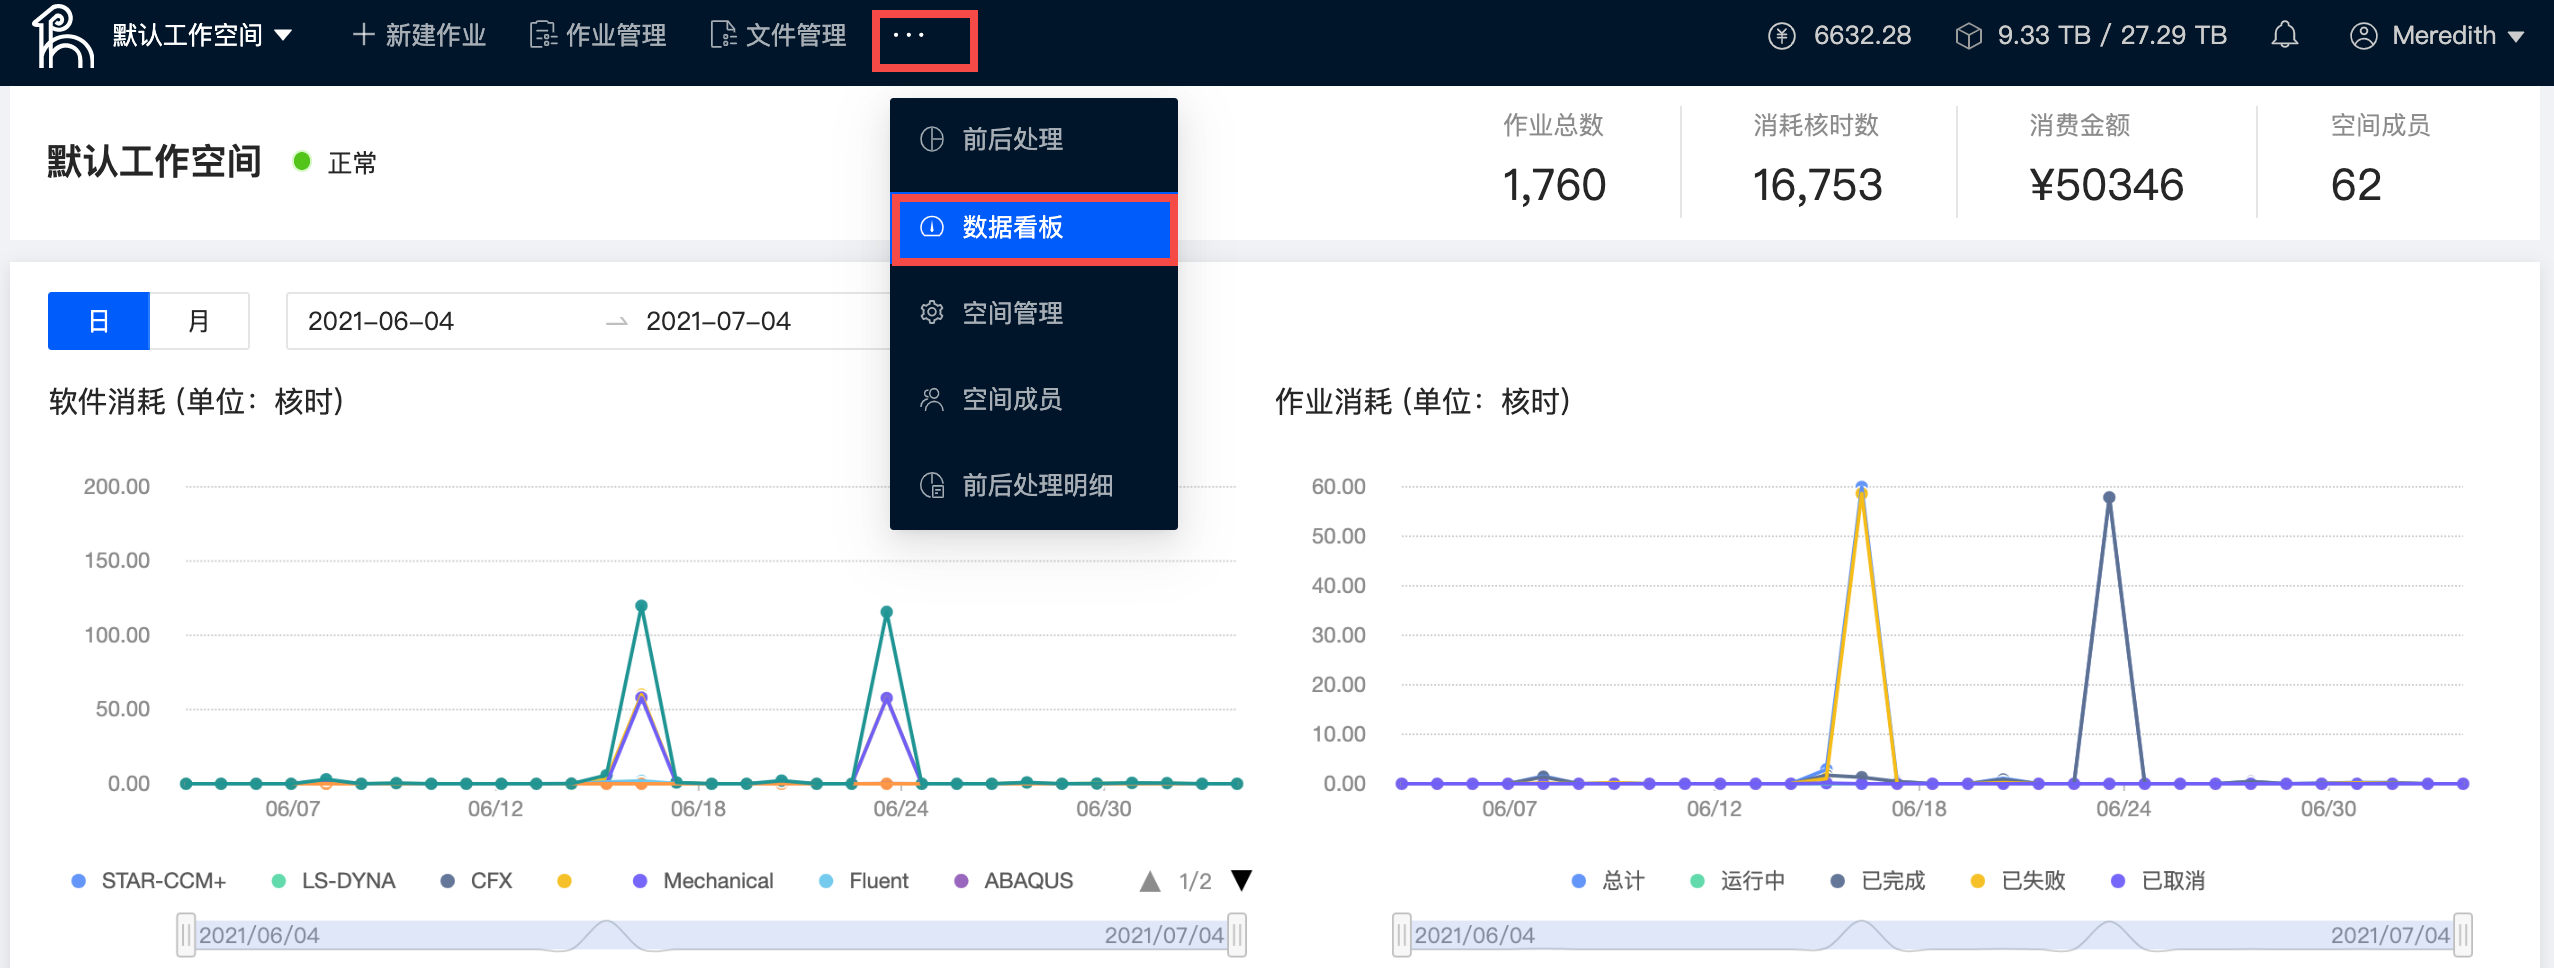 默认工作空间 新建作业 作业管理 文件管理 ··· 6632.28 9.33 TB / 27.29 TB Meredith
默认工作空间 正常
作业总数 消耗核时数 消费金额 空间成员
1,760 16,753 ¥50346 62
前后处理
数据看板
空间管理
空间成员
前后处理明细
日 月 2021-06-04 2021-07-04
软件消耗 (单位：核时)
200.00
150.00
100.00
50.00
0.00
06/07 06/12 06/18 06/24 06/30
STAR-CCM+ LS-DYNA CFX Mechanical Fluent ABAQUS 1/2
2021/06/04 2021/07/04
作业消耗 (单位：核时)
60.00
50.00
40.00
30.00
20.00
10.00
0.00
06/07 06/12 06/18 06/24 06/30
总计 运行中 已完成 已失败 已取消
2021/06/04 2021/07/04